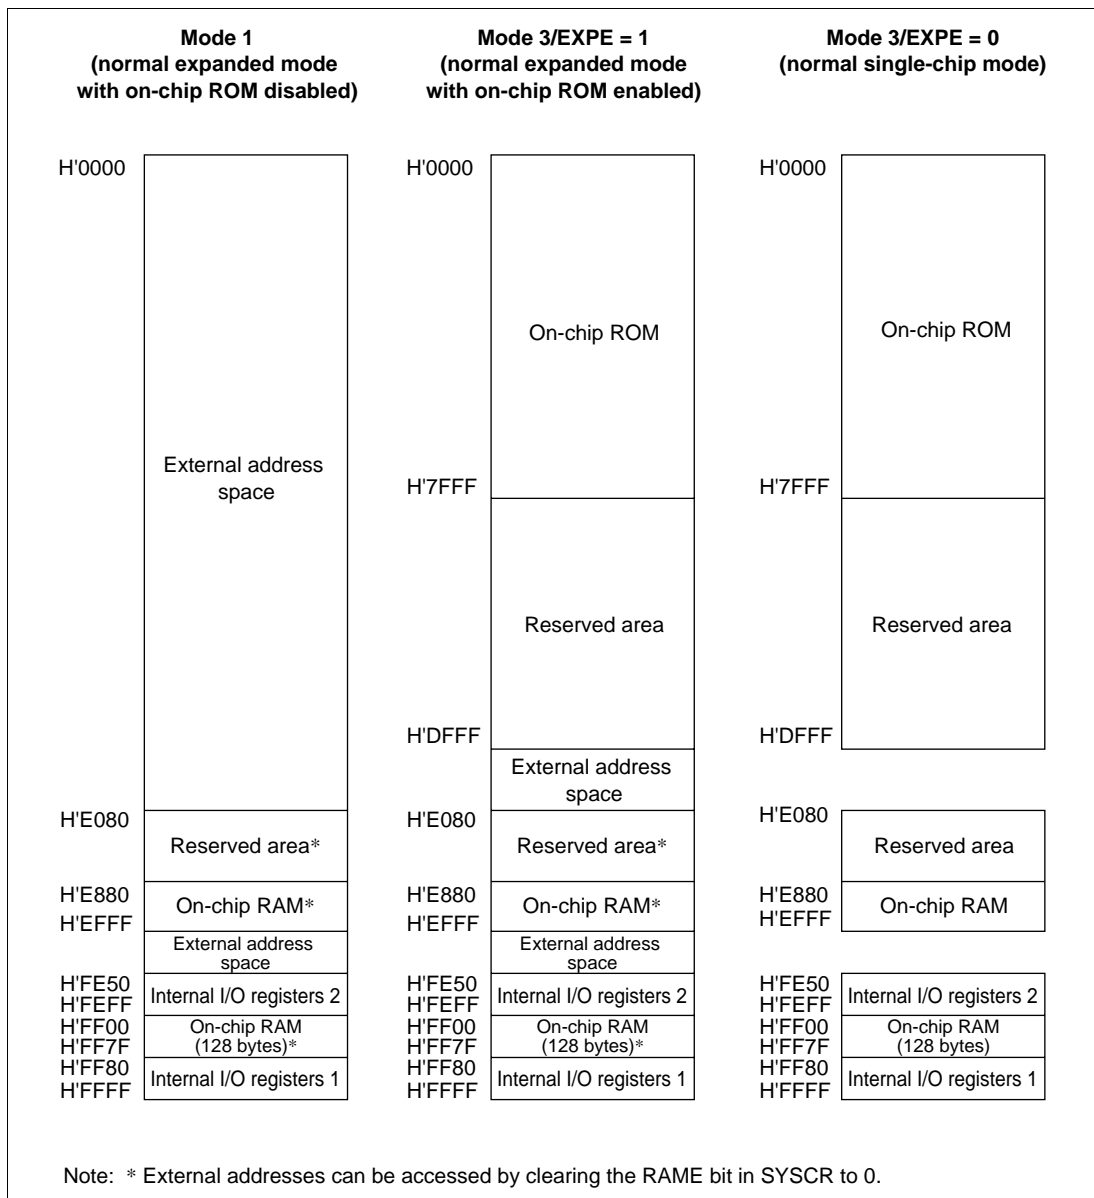 Mode 1
(normal expanded mode
with on-chip ROM disabled)
H'0000
External address
space
H'E080
Reserved area*
H'E880
On-chip RAM*
H'EFFF
External address
space
H'FE50
Internal I/O registers 2
H'FEFF
H'FF00
On-chip RAM
(128 bytes)*
H'FF7F
H'FF80
Internal I/O registers 1
H'FFFF
Mode 3/EXPE = 1
(normal expanded mode
with on-chip ROM enabled)
H'0000
On-chip ROM
H'7FFF
Reserved area
H'DFFF
External address
space
H'E080
Reserved area*
H'E880
On-chip RAM*
H'EFFF
External address
space
H'FE50
Internal I/O registers 2
H'FEFF
H'FF00
On-chip RAM
(128 bytes)*
H'FF7F
H'FF80
Internal I/O registers 1
H'FFFF
Mode 3/EXPE = 0
(normal single-chip mode)
H'0000
On-chip ROM
H'7FFF
Reserved area
H'DFFF
H'E080
Reserved area
H'E880
On-chip RAM
H'EFFF
H'FE50
Internal I/O registers 2
H'FEFF
H'FF00
On-chip RAM
(128 bytes)
H'FF7F
H'FF80
Internal I/O registers 1
H'FFFF
Note: * External addresses can be accessed by clearing the RAME bit in SYSCR to 0.